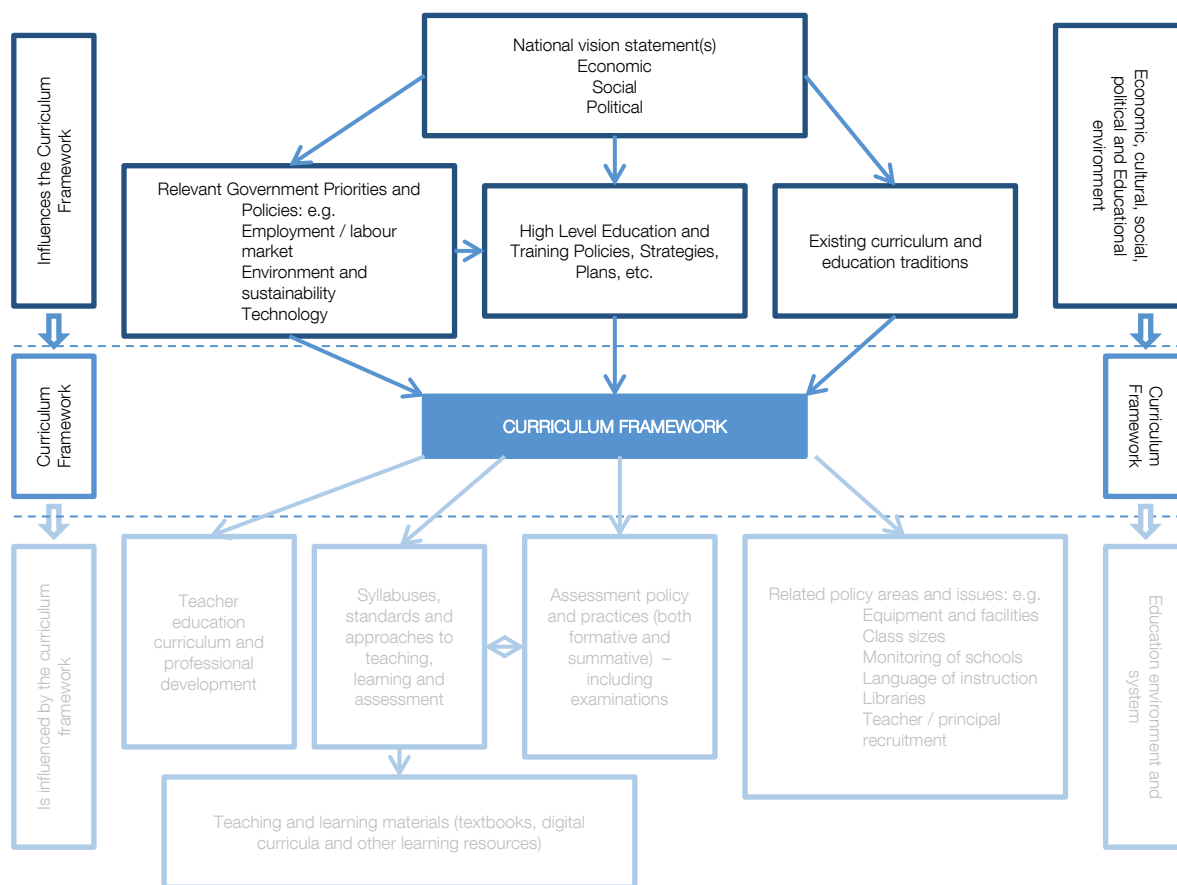 Influences the Curriculum
Framework
National vision statement(s)
Economic
Social
Political
Economic, cultural, social,
political and Educational
environment
Relevant Government Priorities and
Policies: e.g.
Employment / labour
market
Environment and
sustainability
Technology
High Level Education and
Training Policies, Strategies,
Plans, etc.
Existing curriculum and
education traditions
Curriculum
Framework
CURRICULUM FRAMEWORK
Curriculum
Framework
Is influenced by the curriculum
framework
Teacher
education
curriculum and
professional
development
Syllabuses,
standards and
approaches to
teaching,
learning and
assessment
Assessment policy
and practices (both
formative and
summative) –
including
examinations
Related policy areas and issues: e.g.
Equipment and facilities
Class sizes
Monitoring of schools
Language of instruction
Libraries
Teacher / principal
recruitment
Education environment and
system
Teaching and learning materials (textbooks, digital
curricula and other learning resources)